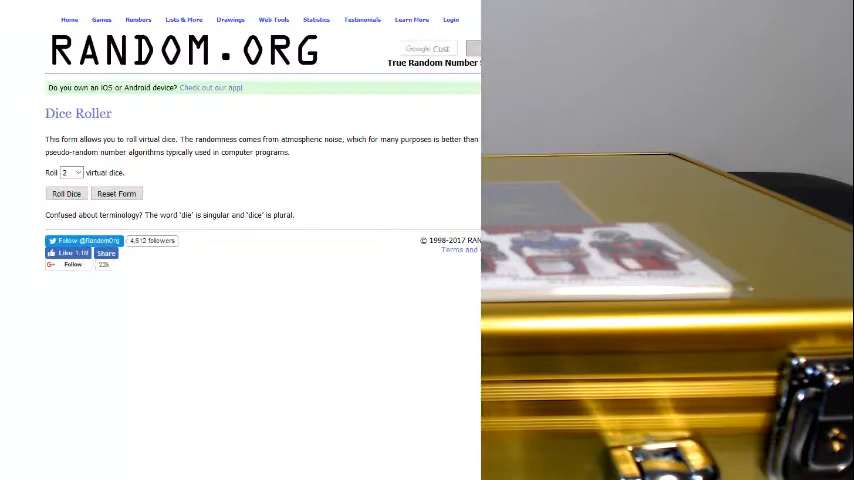 Home Games Numbers Lists & More Drawings Web Tools Statistics Testimonials Learn More Login
RANDOM.ORG
Google Cust
True Random Number
Do you own an iOS or Android device? Check out our app!
Dice Roller
This form allows you to roll virtual dice. The randomness comes from atmospheric noise, which for many purposes is better than
pseudo-random number algorithms typically used in computer programs.
Roll 2 virtual dice.
Roll Dice Reset Form
Confused about terminology? The word 'die' is singular and 'dice' is plural.
Follow @RandomOrg 4,612 followers
© 1998-2017 RAN
Like 1.1M Share
Terms and
G+ Follow 22k